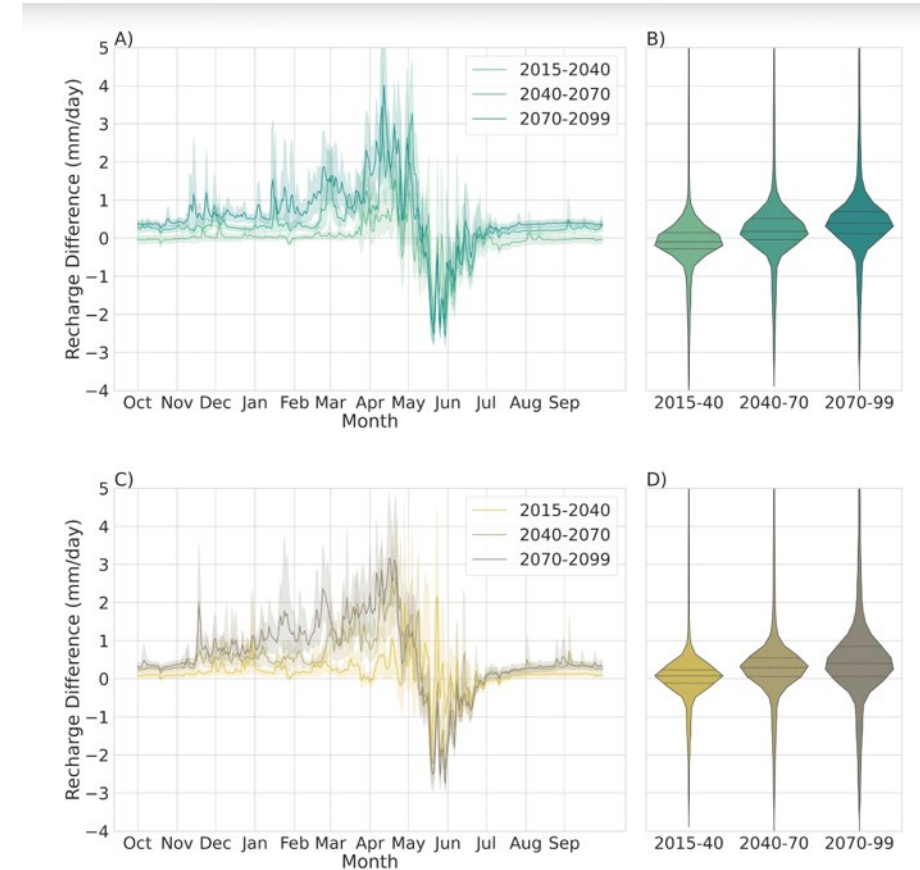 A)
B)
5
4
3
2
1
0
−1
−2
−3
−4
Recharge Difference (mm/day)
2015-2040
2040-2070
2070-2099
Oct Nov Dec Jan Feb Mar Apr May Jun Jul Aug Sep
Month
2015-40 2040-70 2070-99
C)
D)
5
4
3
2
1
0
−1
−2
−3
−4
Recharge Difference (mm/day)
2015-2040
2040-2070
2070-2099
Oct Nov Dec Jan Feb Mar Apr May Jun Jul Aug Sep
Month
2015-40 2040-70 2070-99